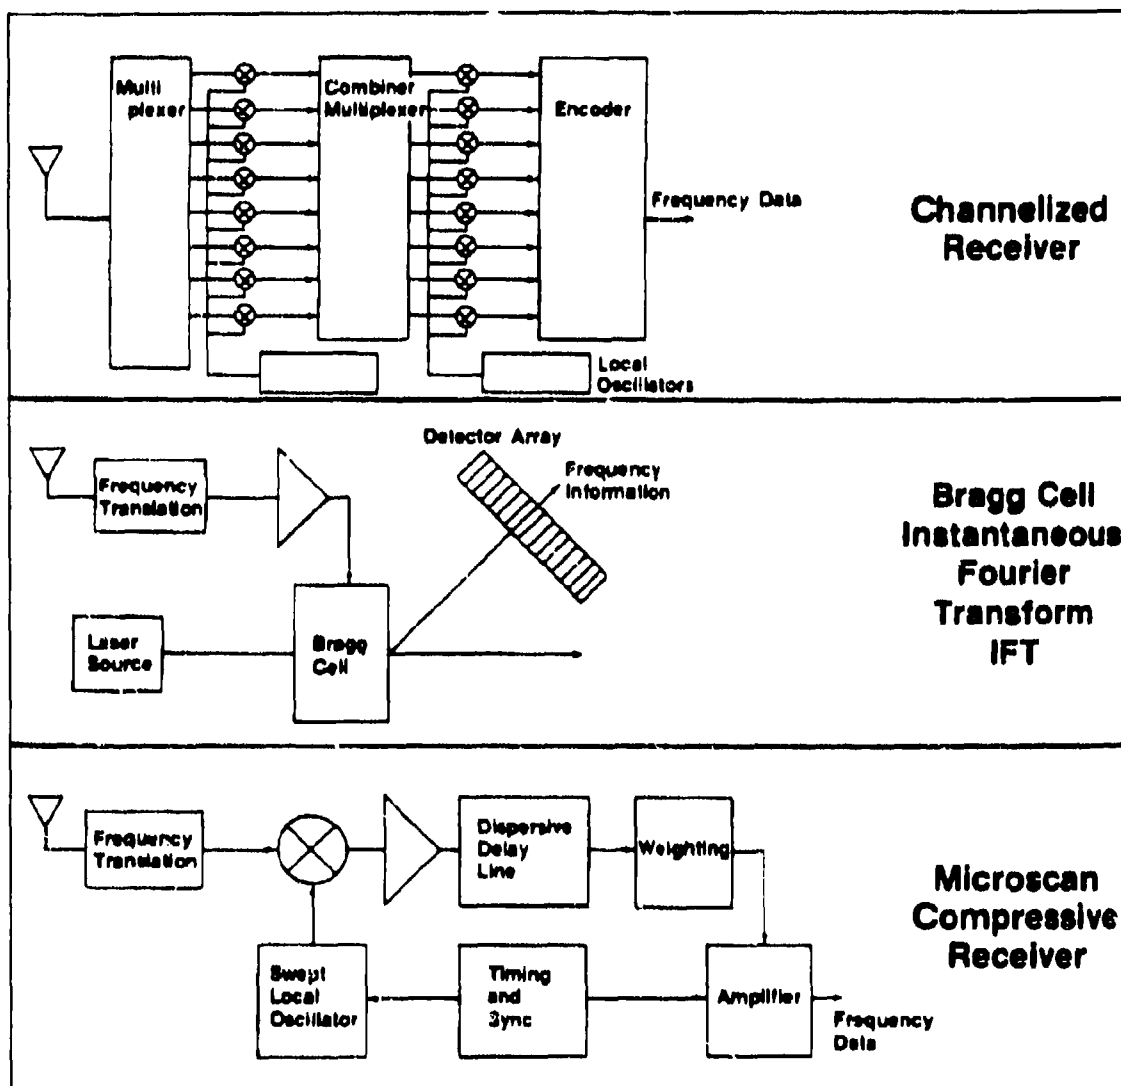 Multi
plexer
Combiner
Multiplexer
Encoder
Frequency Data
Local
Oscillators
Channelized
Receiver
Detector Array
Frequency
Information
Frequency
Translation
Laser
Source
Bragg
Cell
Bragg Cell
Instantaneous
Fourier
Transform
IFT
Frequency
Translation
Dispersive
Delay
Line
Weighting
Swept
Local
Oscillator
Timing
and
Sync
Amplifier
Frequency
Data
Microscan
Compressive
Receiver